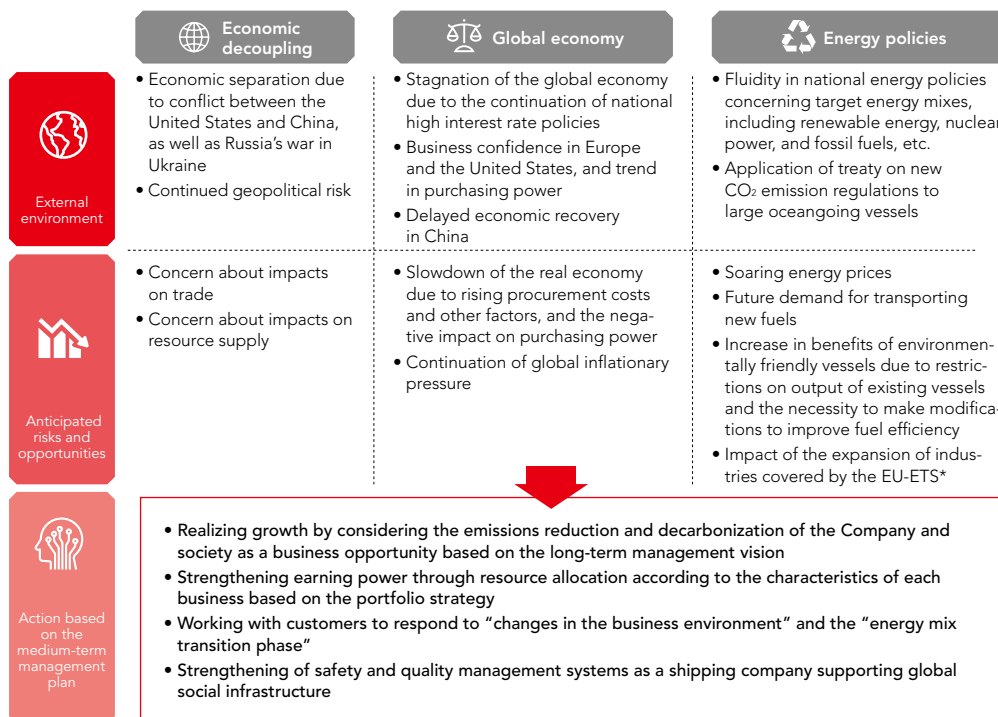 Economic
decoupling
Global economy
Energy policies
External
environment
• Economic separation due
to conflict between the
United States and China,
as well as Russia’s war in
Ukraine
• Continued geopolitical risk
• Stagnation of the global economy
due to the continuation of national
high interest rate policies
• Business confidence in Europe
and the United States, and trend
in purchasing power
• Delayed economic recovery
in China
• Fluidity in national energy policies
concerning target energy mixes,
including renewable energy, nuclear
power, and fossil fuels, etc.
• Application of treaty on new
CO₂ emission regulations to
large oceangoing vessels
Anticipated
risks and
opportunities
• Concern about impacts
on trade
• Concern about impacts on
resource supply
• Slowdown of the real economy
due to rising procurement costs
and other factors, and the nega-
tive impact on purchasing power
• Continuation of global inflationary
pressure
• Soaring energy prices
• Future demand for transporting
new fuels
• Increase in benefits of environmen-
tally friendly vessels due to restric-
tions on output of existing vessels
and the necessity to make modifica-
tions to improve fuel efficiency
• Impact of the expansion of indus-
tries covered by the EU-ETS*
Action based
on the
medium-term
management
plan
• Realizing growth by considering the emissions reduction and decarbonization of the Company and
society as a business opportunity based on the long-term management vision
• Strengthening earning power through resource allocation according to the characteristics of each
business based on the portfolio strategy
• Working with customers to respond to “changes in the business environment” and the “energy mix
transition phase”
• Strengthening of safety and quality management systems as a shipping company supporting global
social infrastructure